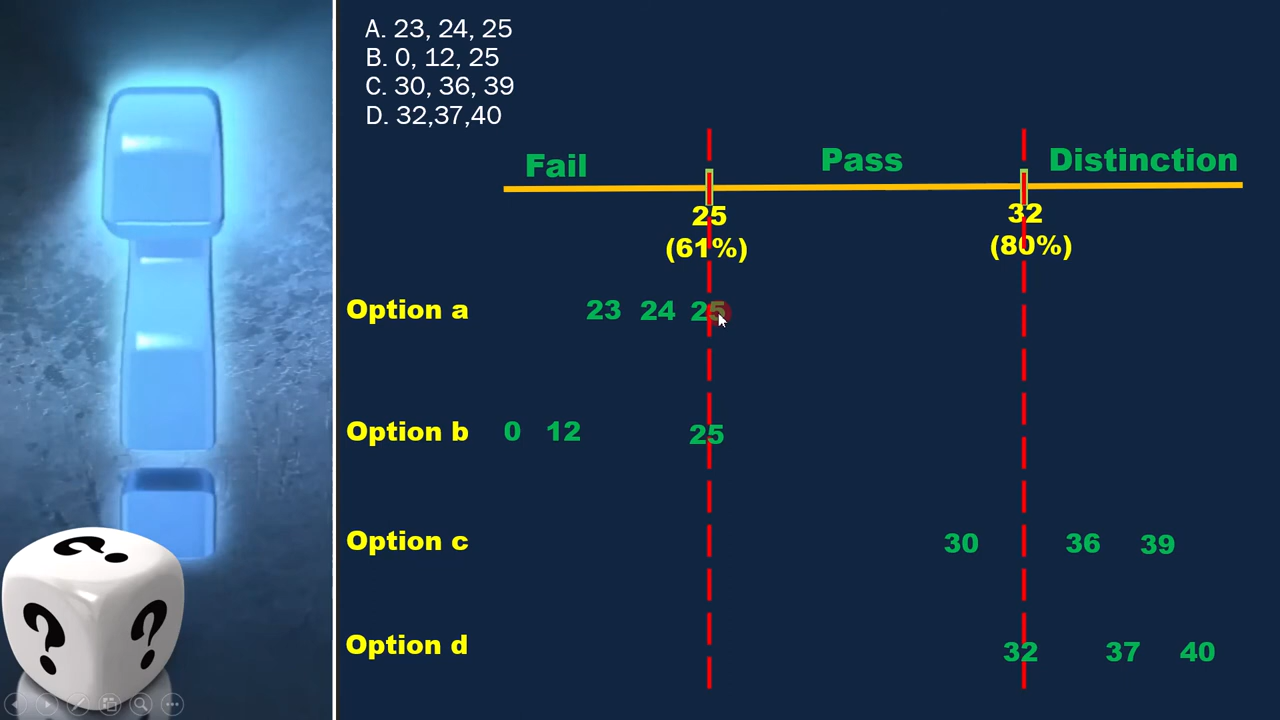 A. 23, 24, 25
B. 0, 12, 25
C. 30, 36, 39
D. 32,37,40
Fail Pass Distinction
25 32
(61%) (80%)
Option a 23 24 25
Option b 0 12 25
Option c 30 36 39
Option d 32 37 40
? ? ?